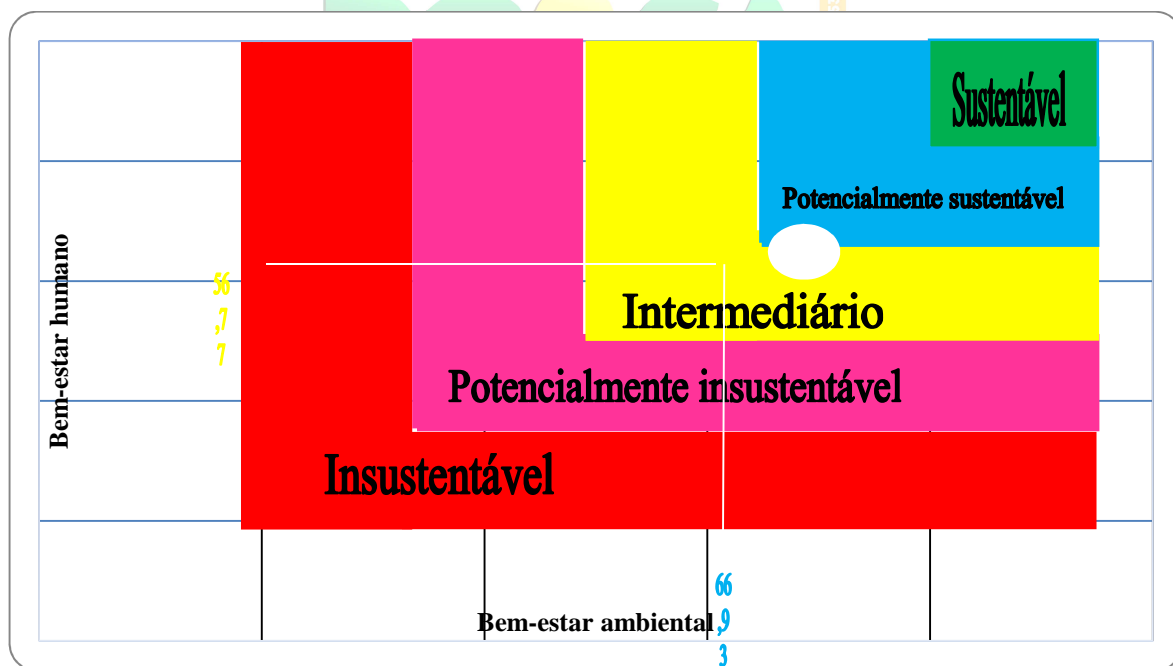 Sustentável
Potencialmente sustentável
Bem-estar humano
56
,7
7
Intermediário
Potencialmente insustentável
Insustentável
66
,9
3
Bem-estar ambiental